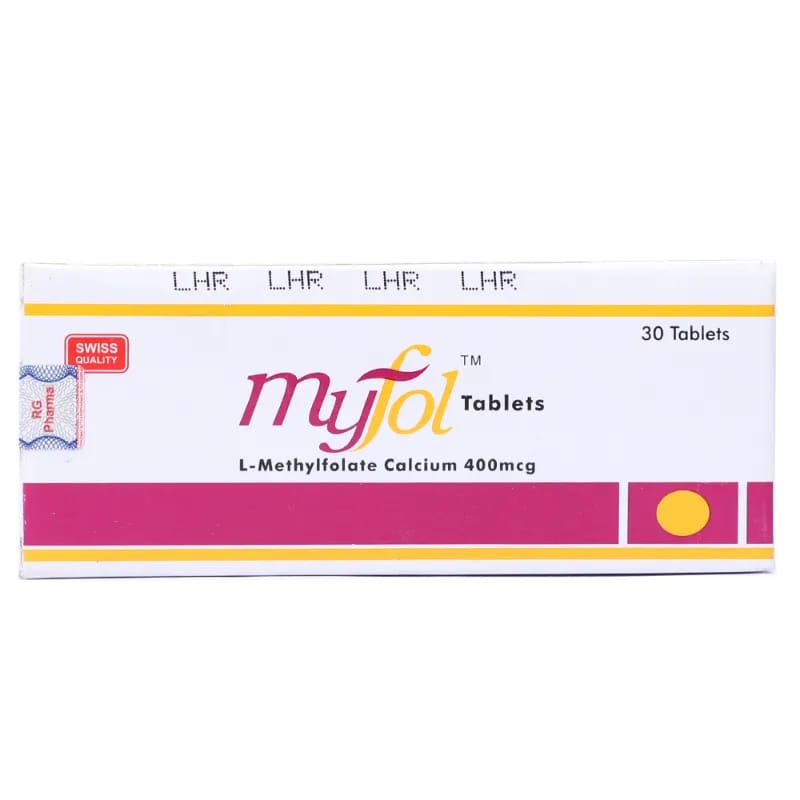 LHR LHR LHR LHR
30 Tablets
SWISS
QUALITY
RG
Pharma
myfol™ Tablets
L-Methylfolate Calcium 400mcg